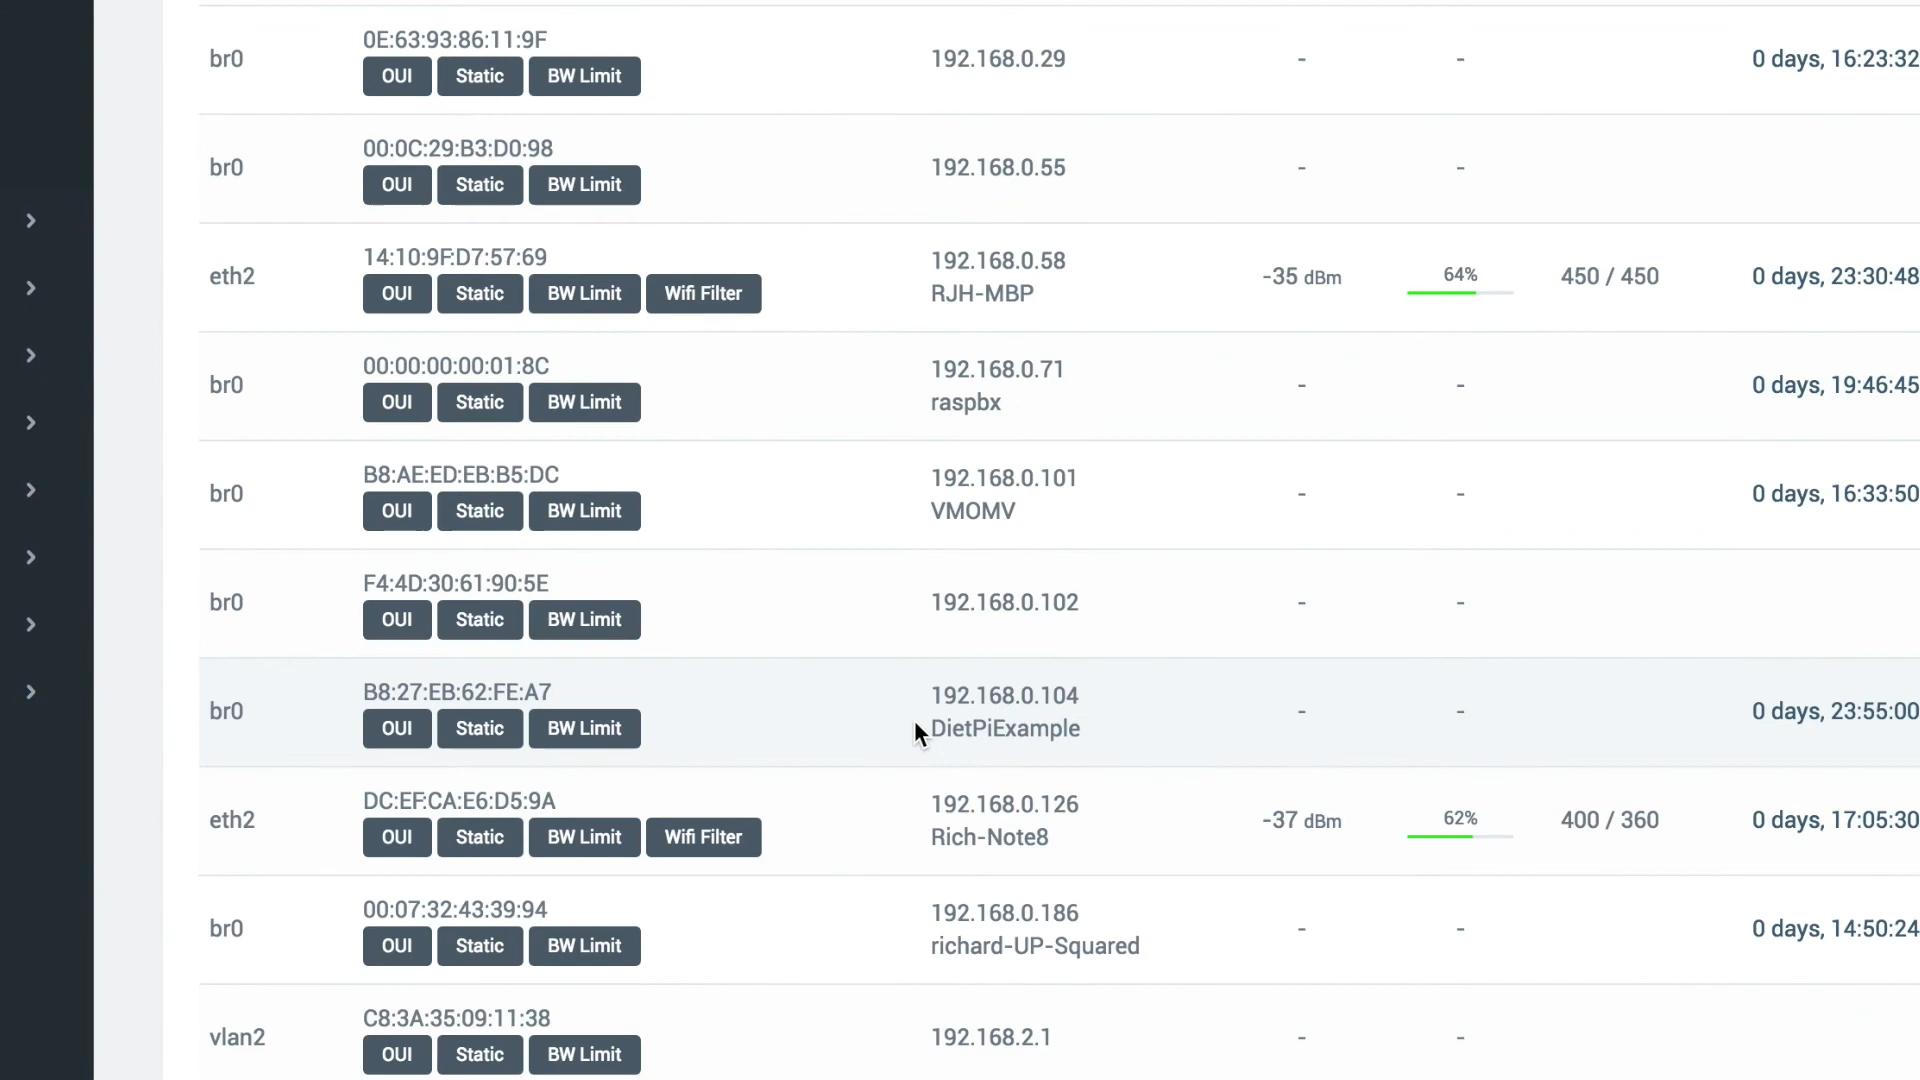 br0
0E:63:93:86:11:9F
OUI Static BW Limit
192.168.0.29
- -
0 days, 16:23:32
br0
00:0C:29:B3:D0:98
OUI Static BW Limit
192.168.0.55
- -
eth2
14:10:9F:D7:57:69
OUI Static BW Limit Wifi Filter
192.168.0.58
RJH-MBP
-35 dBm
64%
450 / 450
0 days, 23:30:48
br0
00:00:00:00:01:8C
OUI Static BW Limit
192.168.0.71
raspbx
- -
0 days, 19:46:45
br0
B8:AE:ED:EB:B5:DC
OUI Static BW Limit
192.168.0.101
VMOMV
- -
0 days, 16:33:50
br0
F4:4D:30:61:90:5E
OUI Static BW Limit
192.168.0.102
- -
br0
B8:27:EB:62:FE:A7
OUI Static BW Limit
192.168.0.104
DietPiExample
- -
0 days, 23:55:00
eth2
DC:EF:CA:E6:D5:9A
OUI Static BW Limit Wifi Filter
192.168.0.126
Rich-Note8
-37 dBm
62%
400 / 360
0 days, 17:05:30
br0
00:07:32:43:39:94
OUI Static BW Limit
192.168.0.186
richard-UP-Squared
- -
0 days, 14:50:24
vlan2
C8:3A:35:09:11:38
OUI Static BW Limit
192.168.2.1
- -